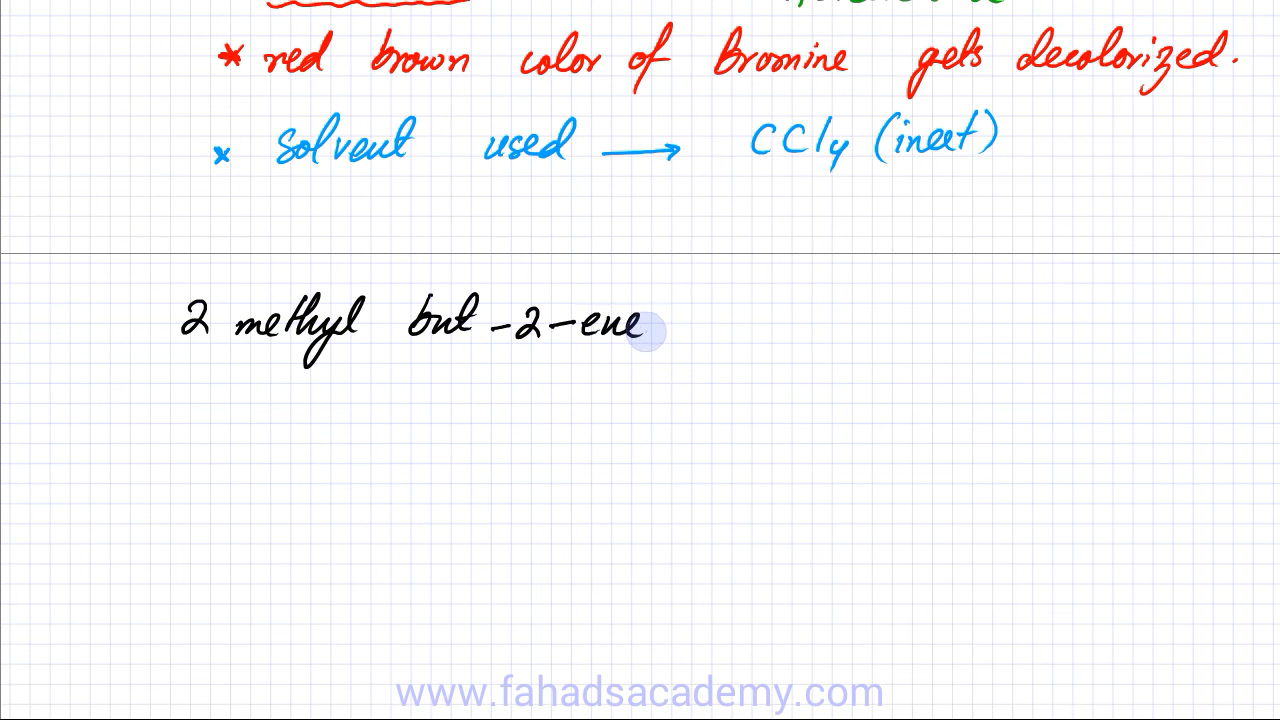 * red brown color of Bromine gets decolorized.
× Solvent used → CCl4 (inert)
2 methyl but -2-ene
www.fahadsacademy.com